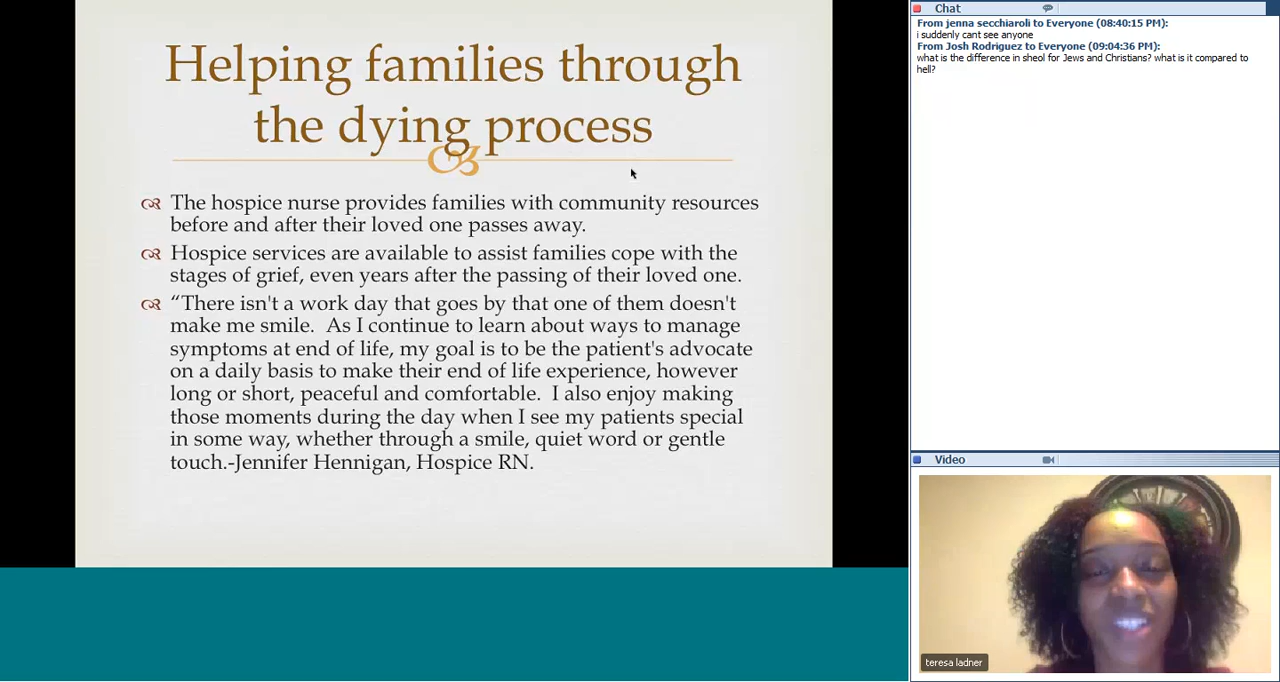 Helping families through
the dying process
The hospice nurse provides families with community resources
before and after their loved one passes away.
Hospice services are available to assist families cope with the
stages of grief, even years after the passing of their loved one.
“There isn't a work day that goes by that one of them doesn't
make me smile.  As I continue to learn about ways to manage
symptoms at end of life, my goal is to be the patient's advocate
on a daily basis to make their end of life experience, however
long or short, peaceful and comfortable.  I also enjoy making
those moments during the day when I see my patients special
in some way, whether through a smile, quiet word or gentle
touch.-Jennifer Hennigan, Hospice RN.
Chat
From jenna secchiaroli to Everyone (08:40:15 PM):
i suddenly cant see anyone
From Josh Rodriguez to Everyone (09:04:36 PM):
what is the difference in sheol for Jews and Christians? what is it compared to
hell?
Video
teresa ladner